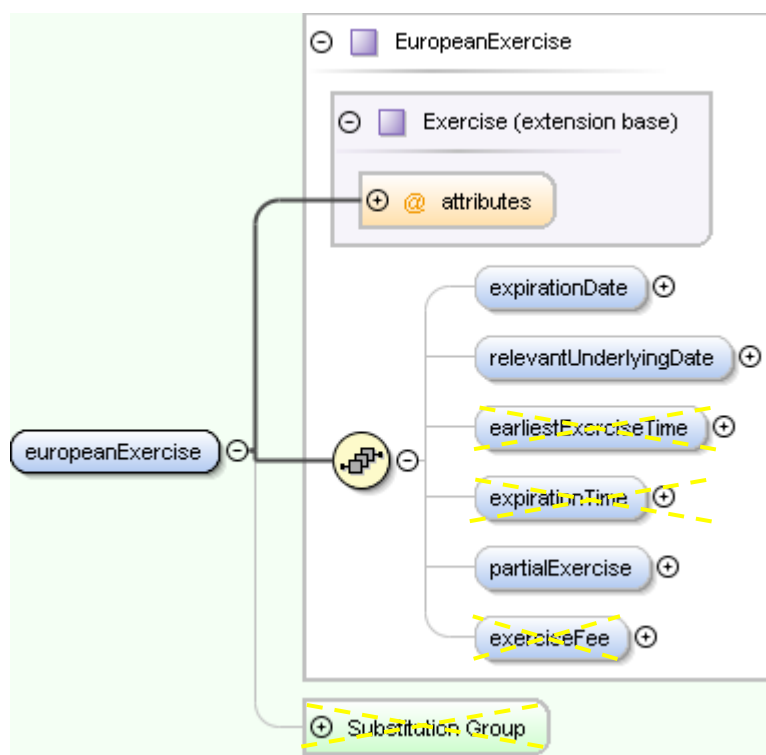 EuropeanExercise
Exercise (extension base)
@ attributes
expirationDate
relevantUnderlyingDate
earliestExerciseTime
europeanExercise
expirationTime
partialExercise
exerciseFee
Substitution Group